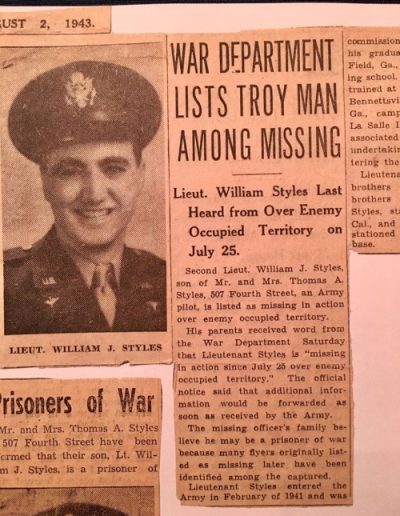 GUST 2, 1943.
LIEUT. WILLIAM J. STYLES
WAR DEPARTMENT
LISTS TROY MAN
AMONG MISSING
Lieut. William Styles Last
Heard from Over Enemy
Occupied Territory on
July 25.
Second Lieut. William J. Styles,
son of Mr. and Mrs. Thomas A.
Styles, 507 Fourth Street, an Army
pilot, is listed as missing in action
over enemy occupied territory.
His parents received word from
the War Department Saturday
that Lieutenant Styles is "missing
in action since July 25 over enemy
occupied territory." The official
notice said that additional infor-
mation would be forwarded as
soon as received by the Army.
The missing officer's family be-
lieve he may be a prisoner of war
because many flyers originally list-
ed as missing later have been
identified among the captured.
Lieutenant Styles entered the
Army in February of 1941 and was
commission
his gradua
Field, Ga.,
ing school.
trained at
Bennettsvi
Ga., camp
La Salle I
associated
undertakin
tering the
Lieutena
brothers
brothers
Styles, sta
Cal., and
stationed
base.
Prisoners of War
Mr. and Mrs. Thomas A. Styles
507 Fourth Street have been
formed that their son, Lt. Wil-
m J. Styles, is a prisoner of